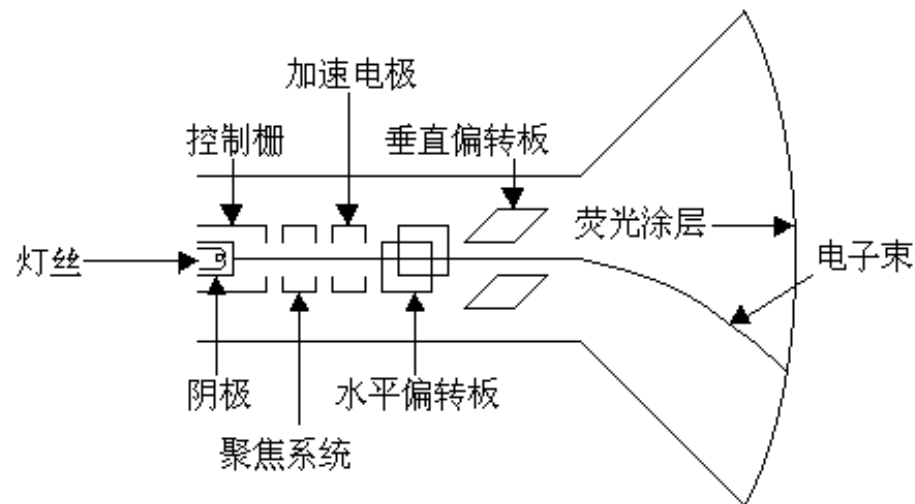 加速电极
控制栅
垂直偏转板
荧光涂层
灯丝
电子束
阴极
水平偏转板
聚焦系统